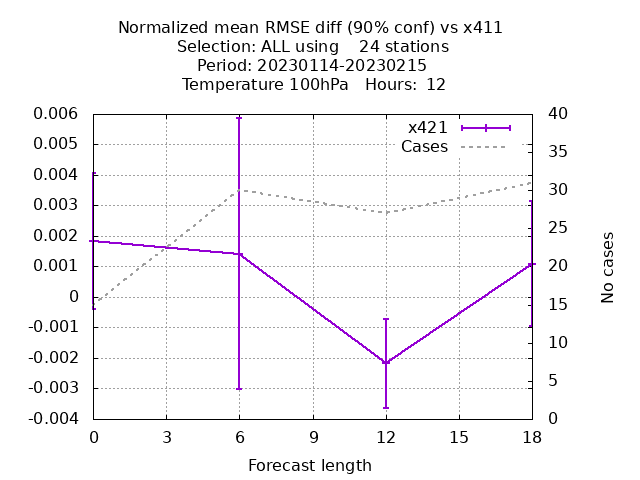 Normalized mean RMSE diff (90% conf) vs x411
Selection: ALL using    24 stations
Period: 20230114-20230215
Temperature 100hPa   Hours:  12
0.006
0.005
0.004
0.003
0.002
0.001
0
-0.001
-0.002
-0.003
-0.004
x421
Cases
40
35
30
25
20
15
10
5
0
No cases
0 3 6 9 12 15 18
Forecast length